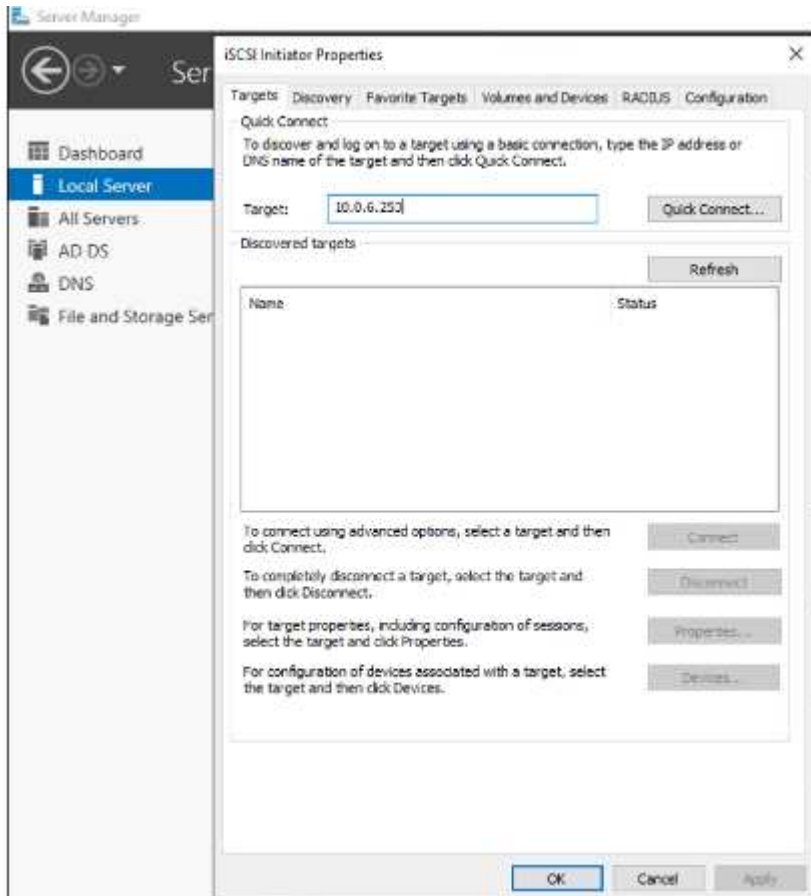 Server Manager
Ser
iSCSI Initiator Properties
Targets Discovery Favorite Targets Volumes and Devices RADIUS Configuration
Quick Connect
To discover and log on to a target using a basic connection, type the IP address or
DNS name of the target and then click Quick Connect.
Target: 10.0.6.253 Quick Connect...
Dashboard
Local Server
All Servers
AD DS
DNS
File and Storage Ser
Discovered targets
Refresh
Name Status
To connect using advanced options, select a target and then
click Connect.
Connect
To completely disconnect a target, select the target and
then click Disconnect.
Disconnect
For target properties, including configuration of sessions,
select the target and click Properties.
Properties...
For configuration of devices associated with a target, select
the target and then click Devices.
Devices...
OK Cancel Apply